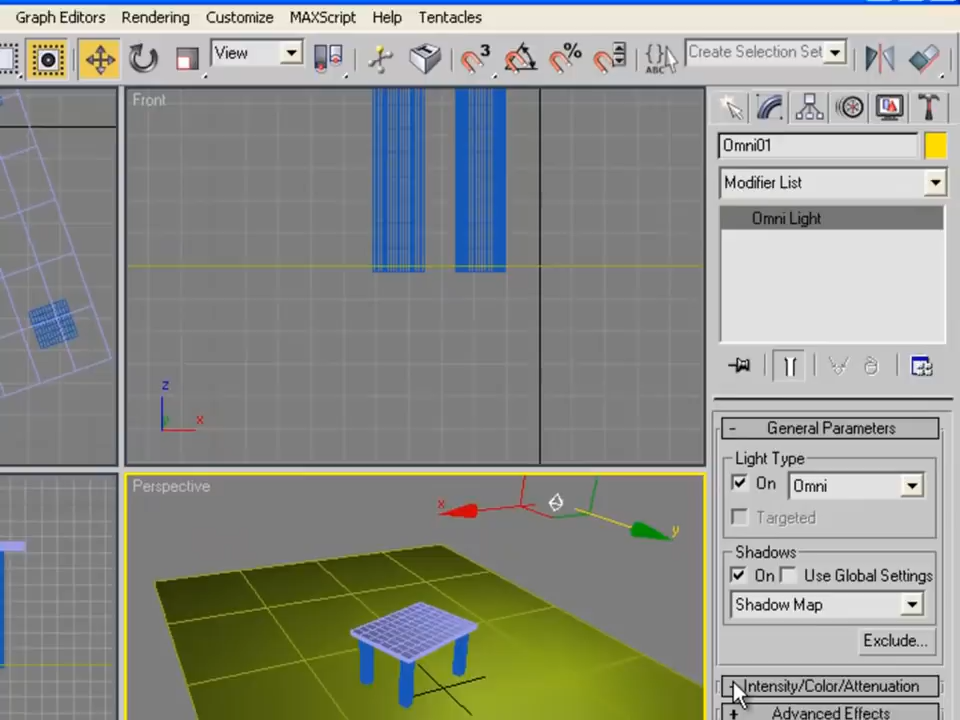 Graph Editors Rendering Customize MAXScript Help Tentacles
View 3 % {} ABC Create Selection Set
Front
Omni01
Modifier List
Omni Light
z
x
y
- General Parameters
Light Type
On Omni
Targeted
Shadows
On Use Global Settings
Shadow Map
Exclude...
Intensity/Color/Attenuation
+ Advanced Effects
Perspective
x
y